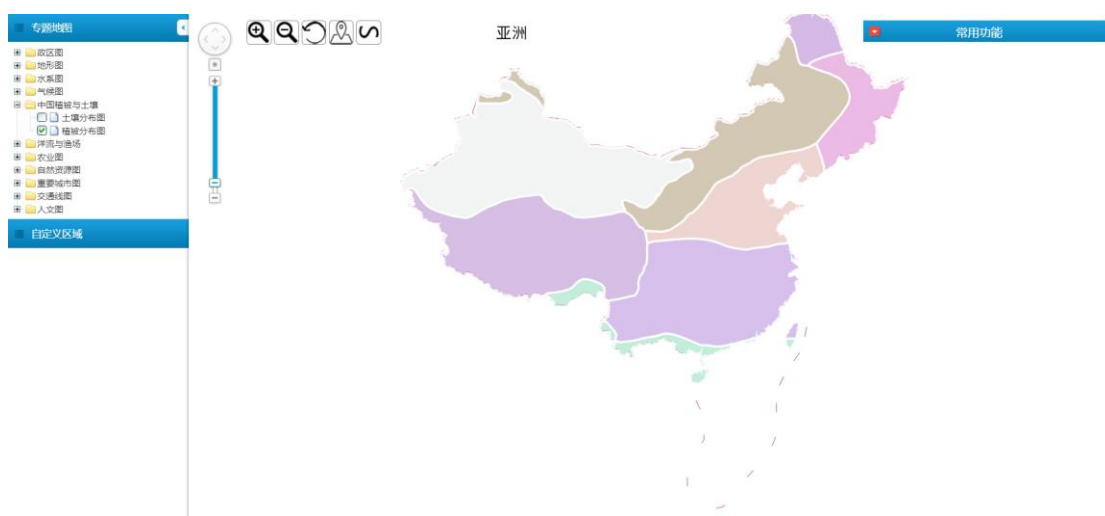 专题地图
政区图
地形图
水系图
气候图
中国植被与土壤
土壤分布图
植被分布图
洋流与渔场
农业图
自然资源图
重要城市图
交通线图
人文图
自定义区域
亚洲
常用功能